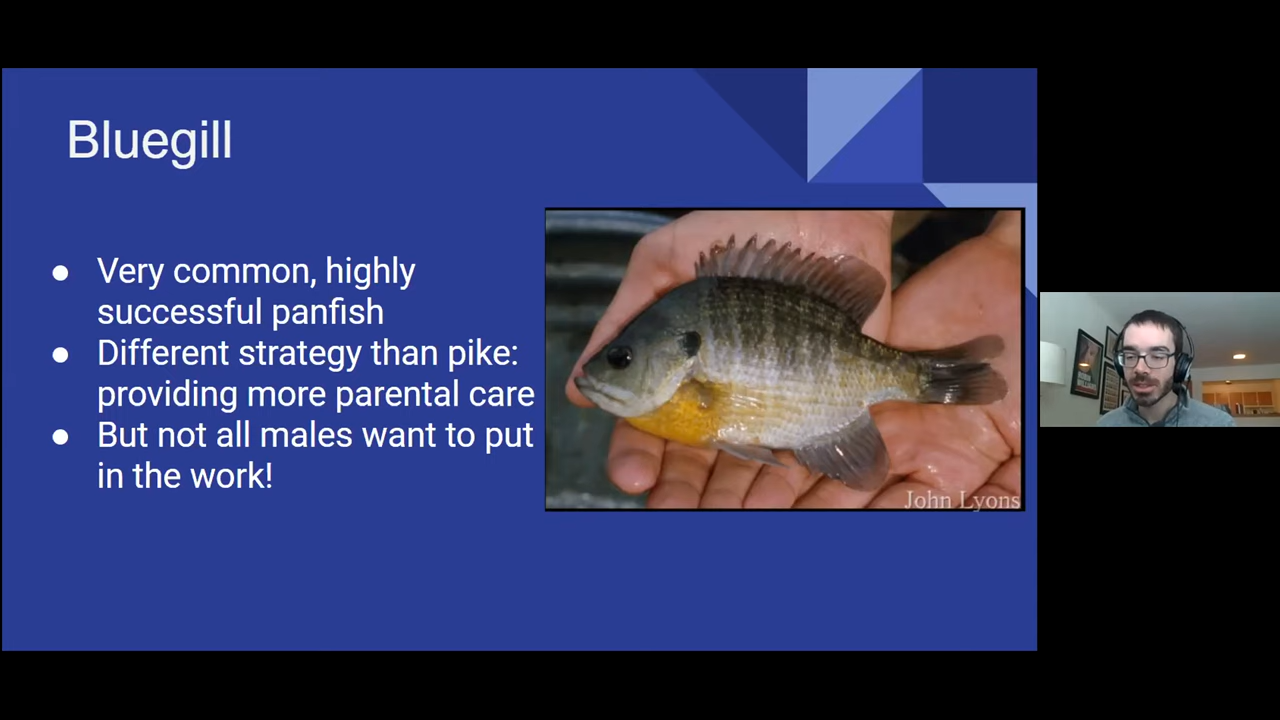 Bluegill
● Very common, highly
successful panfish
● Different strategy than pike:
providing more parental care
● But not all males want to put
in the work!
John Lyons